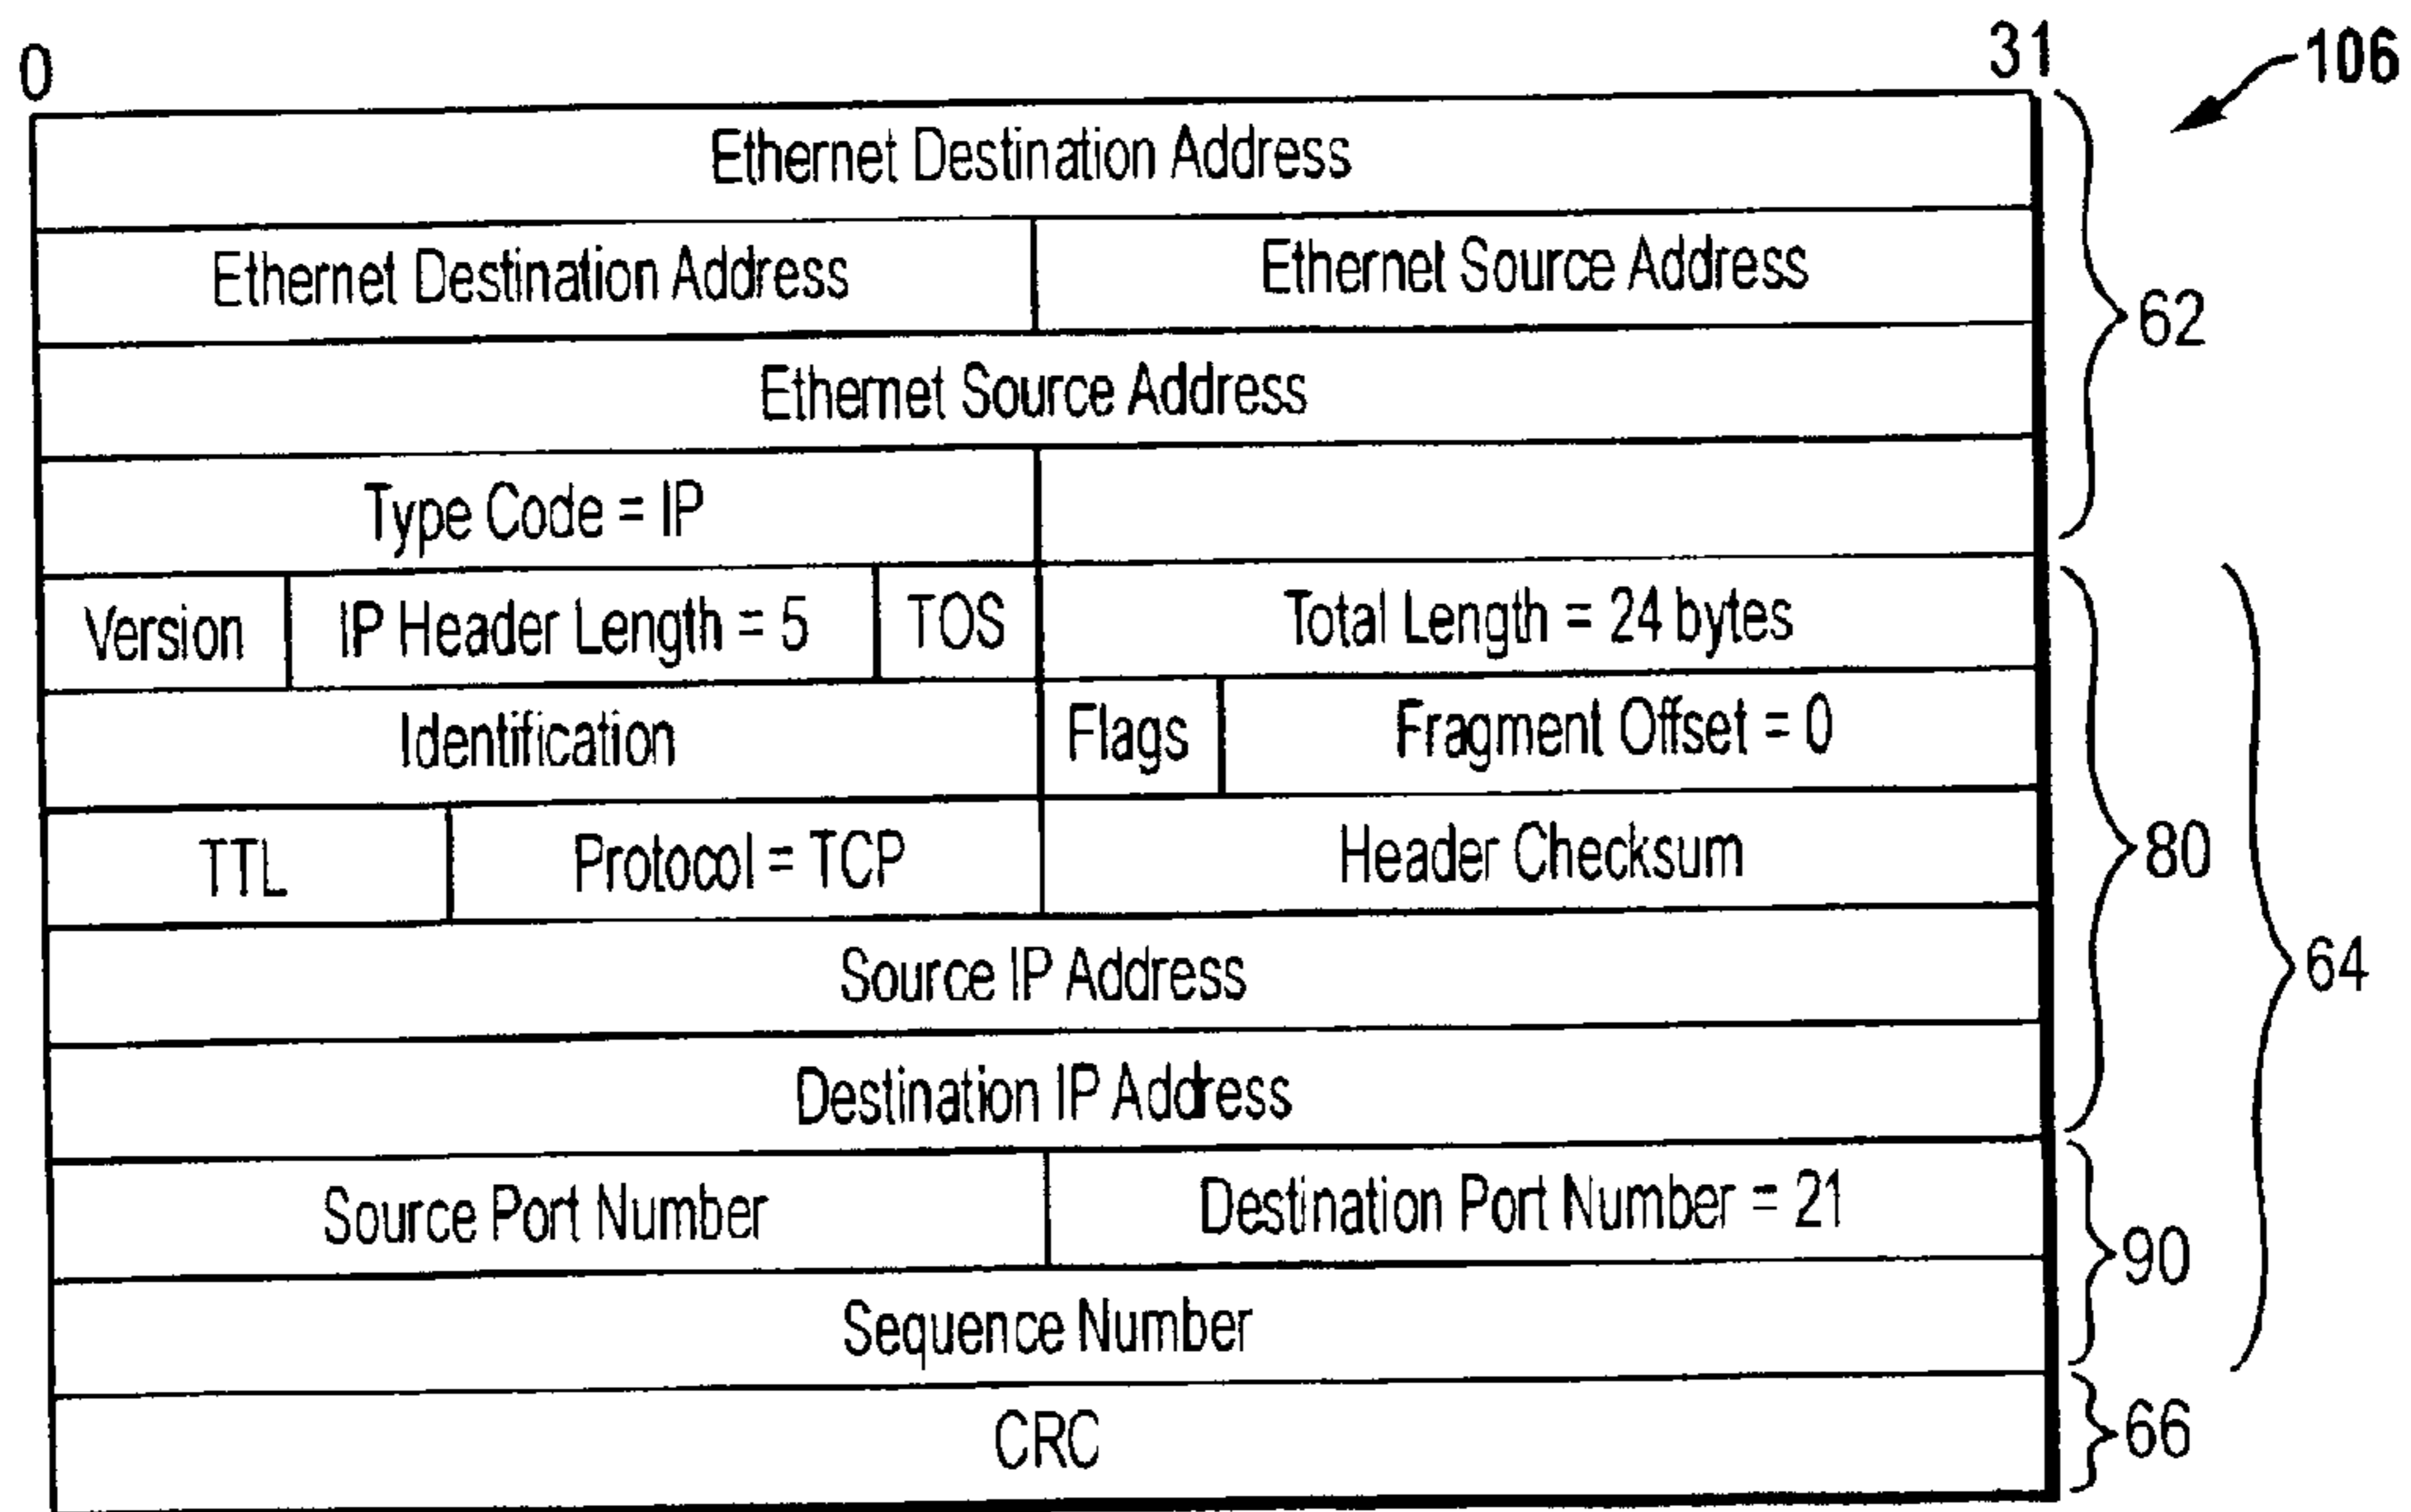 0 31 106
Ethernet Destination Address
Ethernet Destination Address Ethernet Source Address
62
Ethernet Source Address
Type Code = IP
Version IP Header Length = 5 TOS Total Length = 24 bytes
Identification Flags Fragment Offset = 0
TTL Protocol = TCP Header Checksum
80
Source IP Address
64
Destination IP Address
Source Port Number Destination Port Number = 21
90
Sequence Number
CRC
66